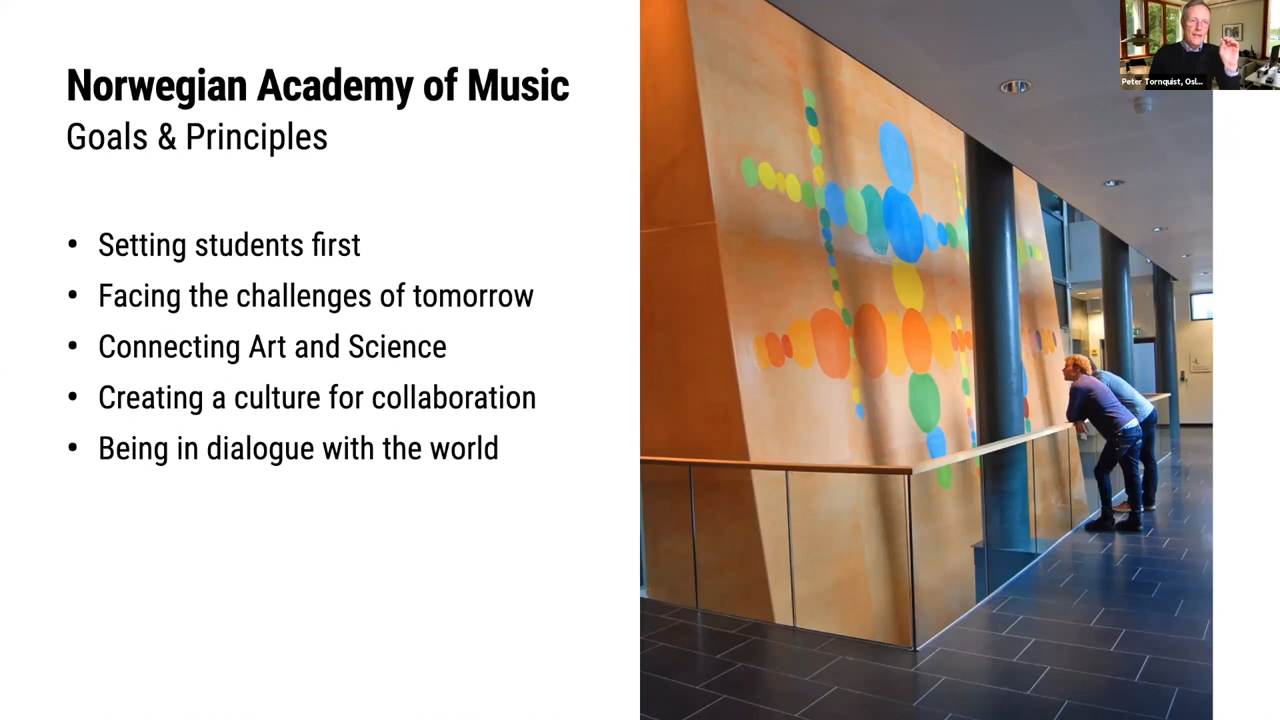 Norwegian Academy of Music
Goals & Principles
• Setting students first
• Facing the challenges of tomorrow
• Connecting Art and Science
• Creating a culture for collaboration
• Being in dialogue with the world
Peter Tornquist, Osl...